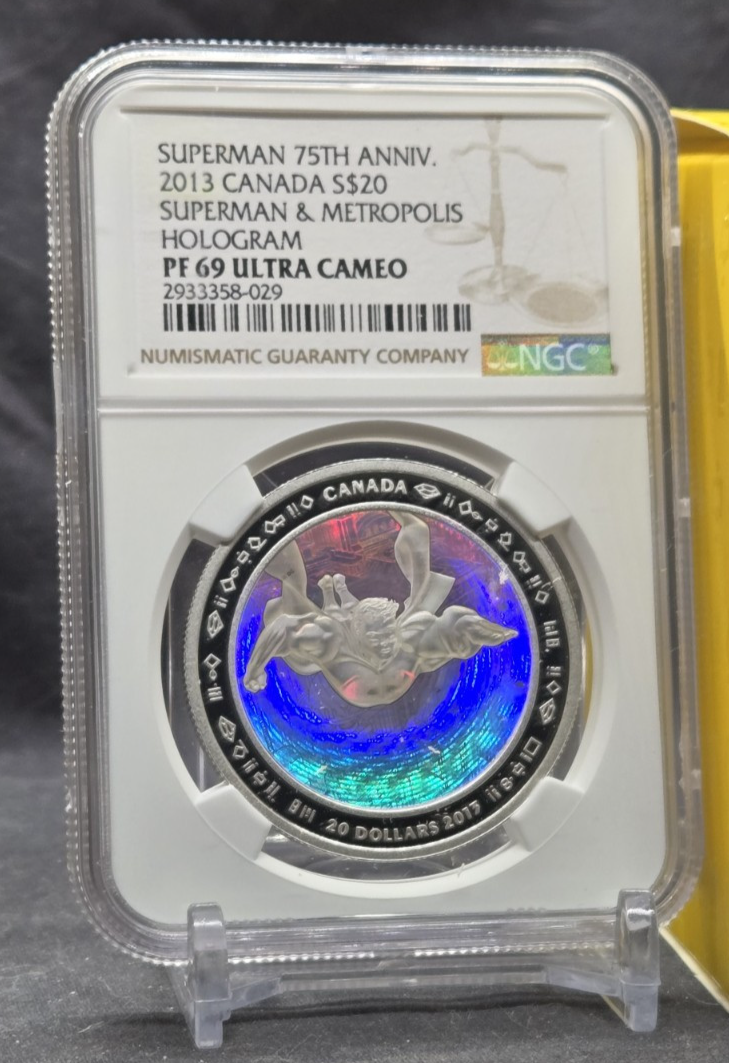 SUPERMAN 75TH ANNIV.
2013 CANADA S$20
SUPERMAN & METROPOLIS
HOLOGRAM
PF 69 ULTRA CAMEO
2933358-029
NUMISMATIC GUARANTY COMPANY
NGC
CANADA
20 DOLLARS 2013